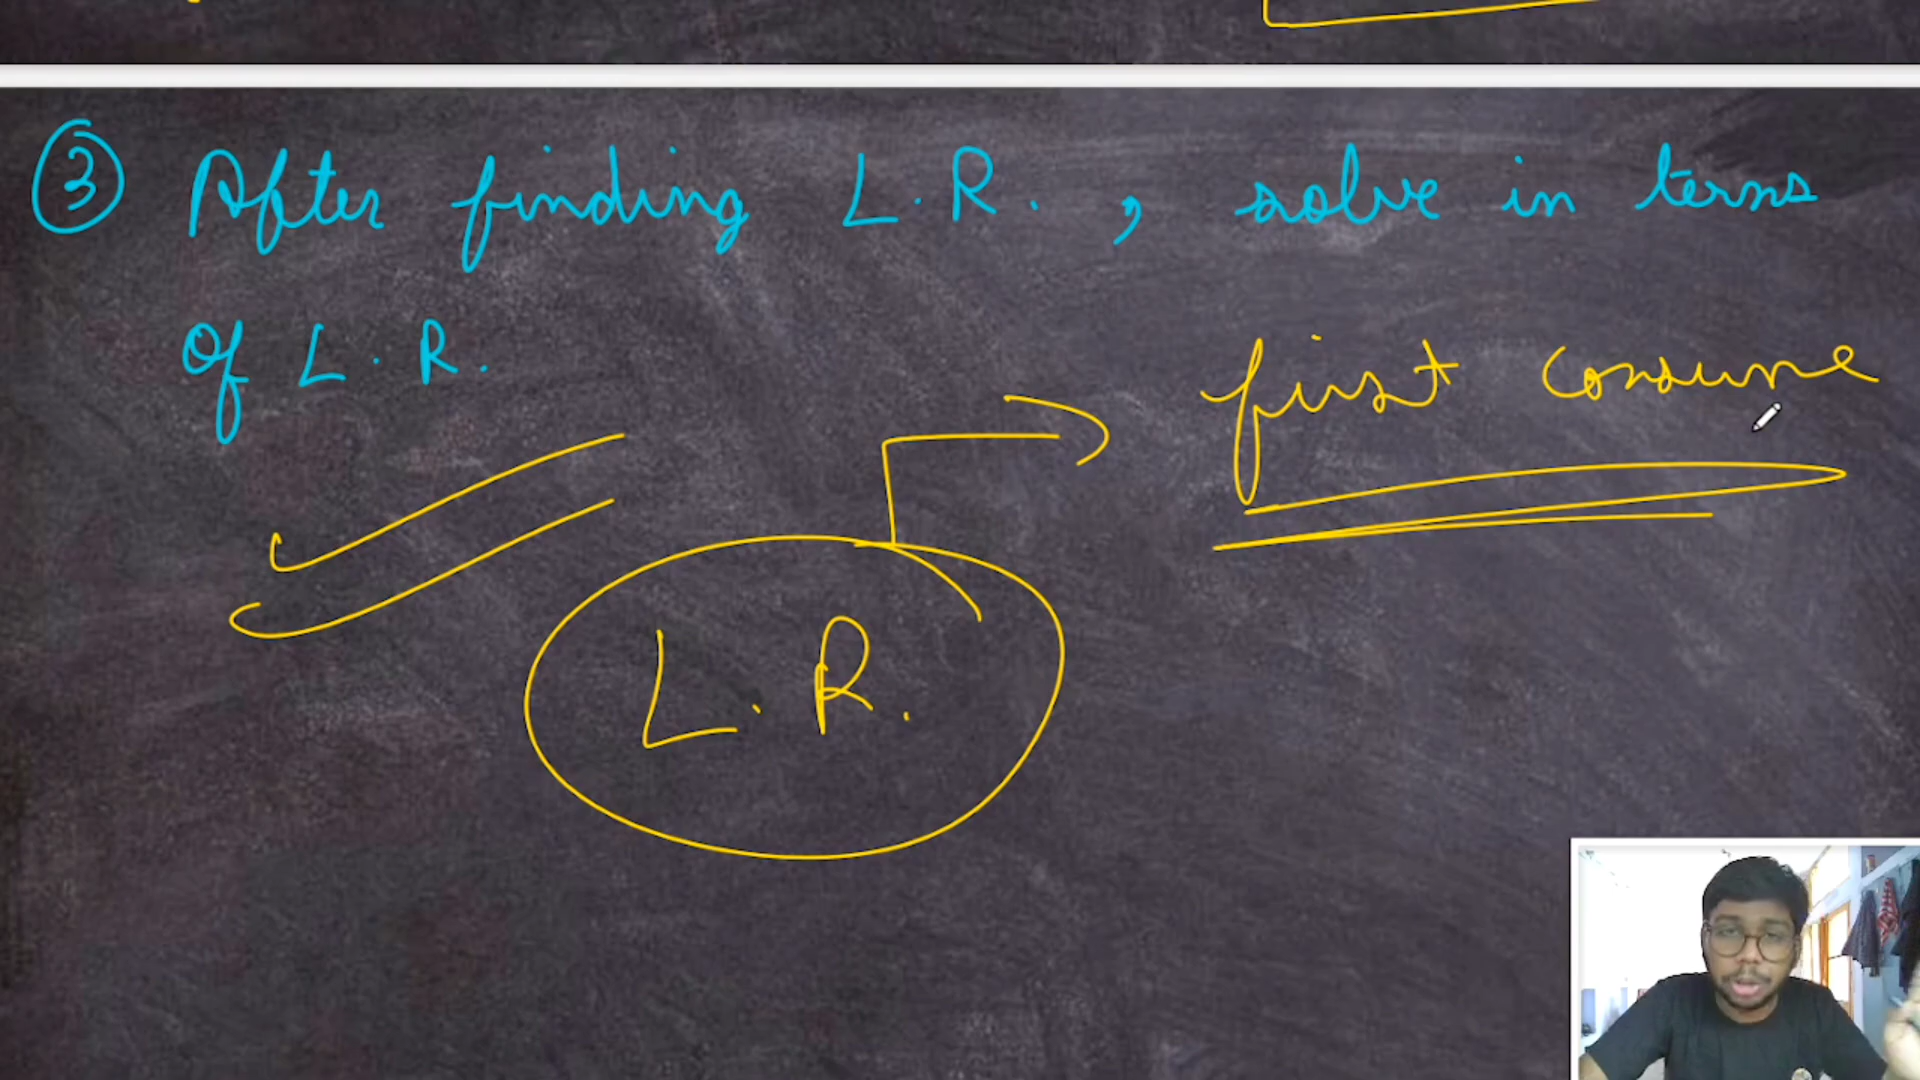 3 After finding L.R., solve in terms
of L.R.
first consume
L.R.